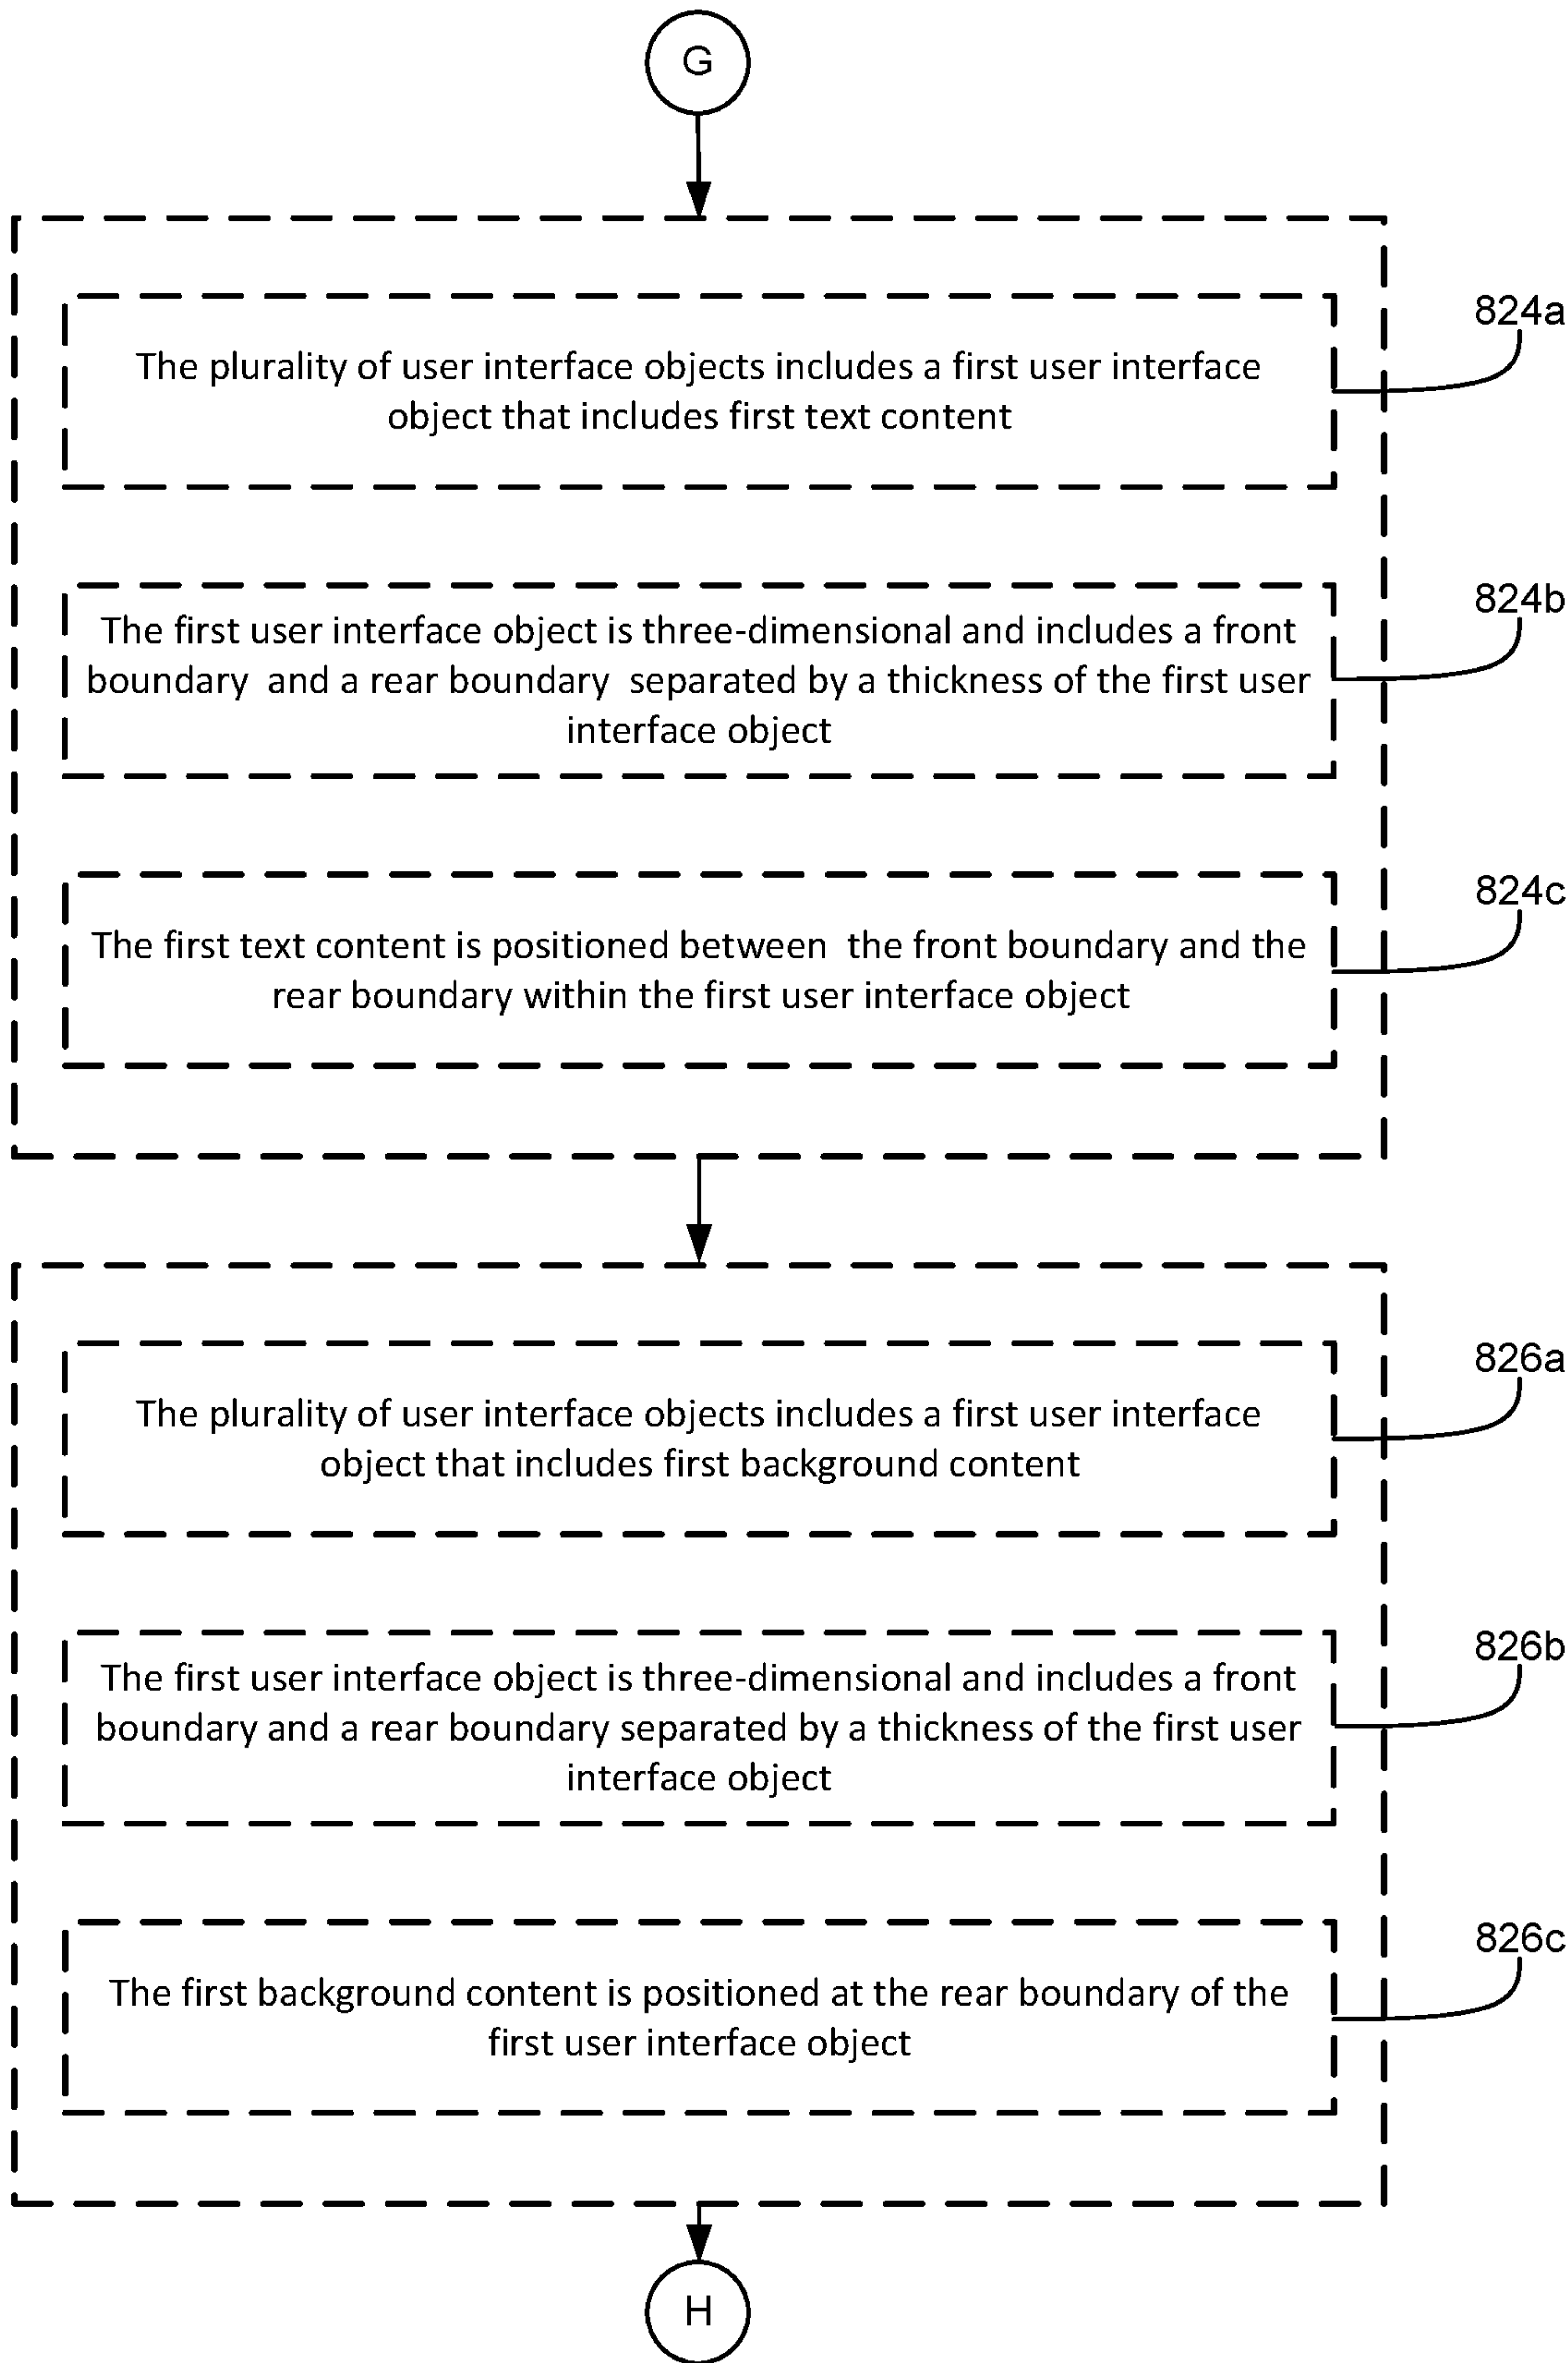 G
824a
The plurality of user interface objects includes a first user interface
object that includes first text content
824b
The first user interface object is three-dimensional and includes a front
boundary  and a rear boundary  separated by a thickness of the first user
interface object
824c
The first text content is positioned between  the front boundary and the
rear boundary within the first user interface object
826a
The plurality of user interface objects includes a first user interface
object that includes first background content
826b
The first user interface object is three-dimensional and includes a front
boundary and a rear boundary separated by a thickness of the first user
interface object
826c
The first background content is positioned at the rear boundary of the
first user interface object
H